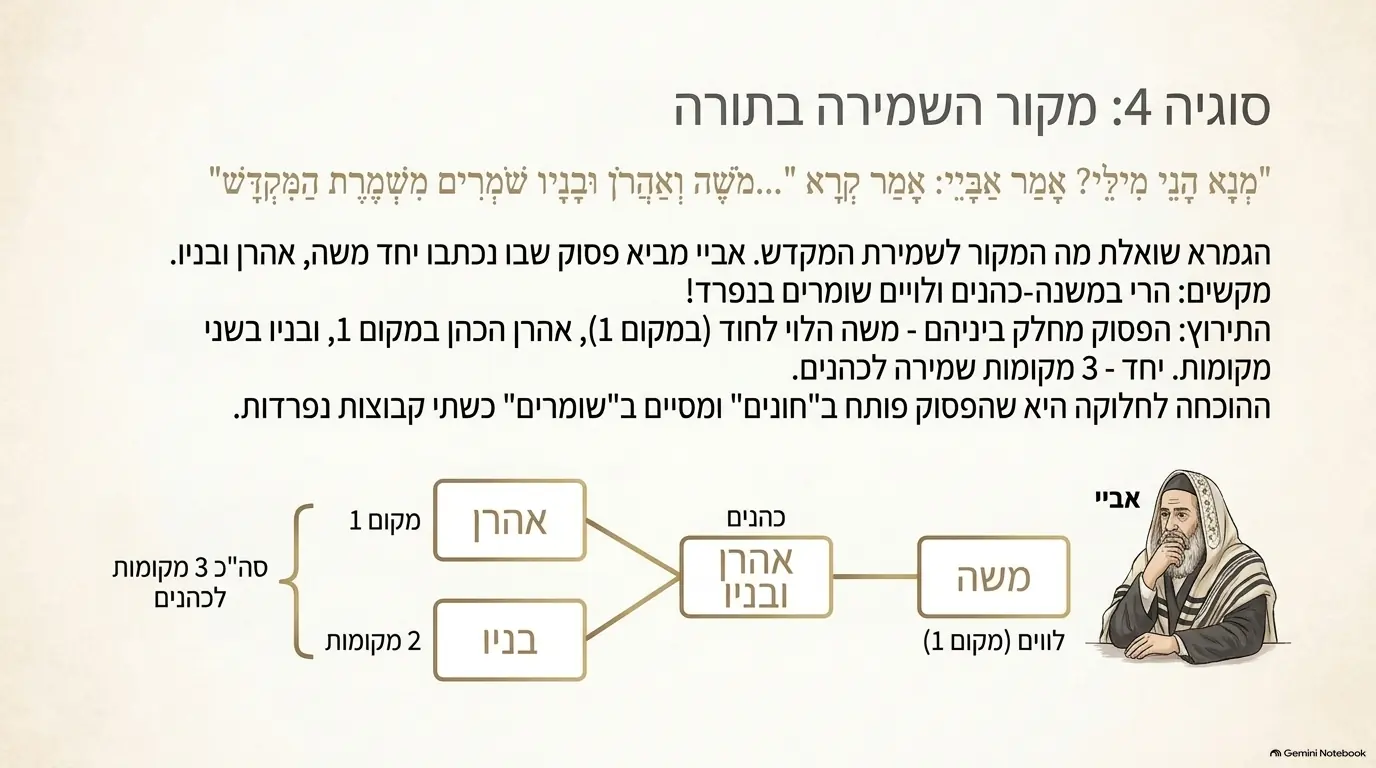 סוגיה 4: מקור השמירה בתורה
"מְנָא הָנֵי מִילֵּי? אָמַר אַבָּיֵי: אָמַר קְרָא "...מֹשֶׁה וְאַהֲרֹן וּבָנָיו שֹׁמְרִים מִשְׁמֶרֶת הַמִּקְדָּשׁ"
הגמרא שואלת מה המקור לשמירת המקדש. אביי מביא פסוק שבו נכתבו יחד משה, אהרן ובניו.
מקשים: הרי במשנה-כהנים ולויים שומרים בנפרד!
התירוץ: הפסוק מחלק ביניהם - משה הלוי לחוד (במקום 1), אהרן הכהן במקום 1, ובניו בשני
מקומות. יחד - 3 מקומות שמירה לכהנים.
ההוכחה לחלוקה היא שהפסוק פותח ב"חונים" ומסיים ב"שומרים" כשתי קבוצות נפרדות.
אביי
משה
לווים (מקום 1)
כהנים
אהרן
ובניו
אהרן
מקום 1
בניו
2 מקומות
סה"כ 3 מקומות
לכהנים
Gemini Notebook